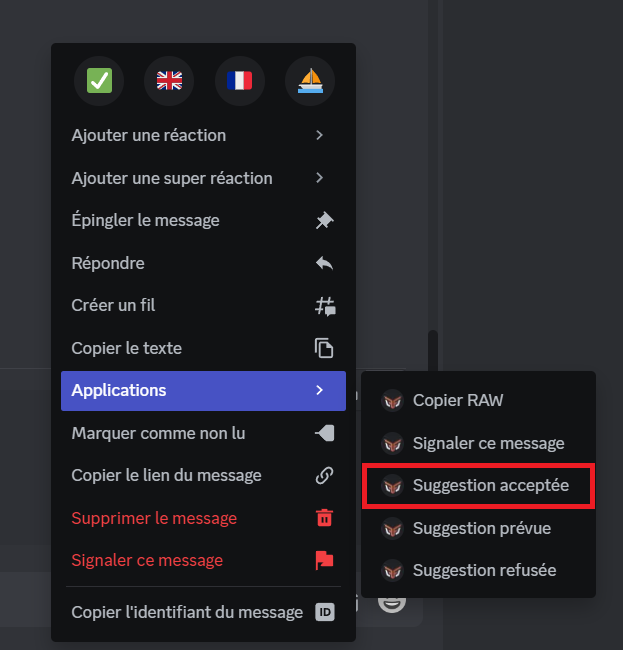 Ajouter une réaction
Ajouter une super réaction
Épingler le message
Répondre
Créer un fil
Copier le texte
Applications
Marquer comme non lu
Copier le lien du message
Supprimer le message
Signaler ce message
Copier l'identifiant du message ID
Copier RAW
Signaler ce message
Suggestion acceptée
Suggestion prévue
Suggestion refusée